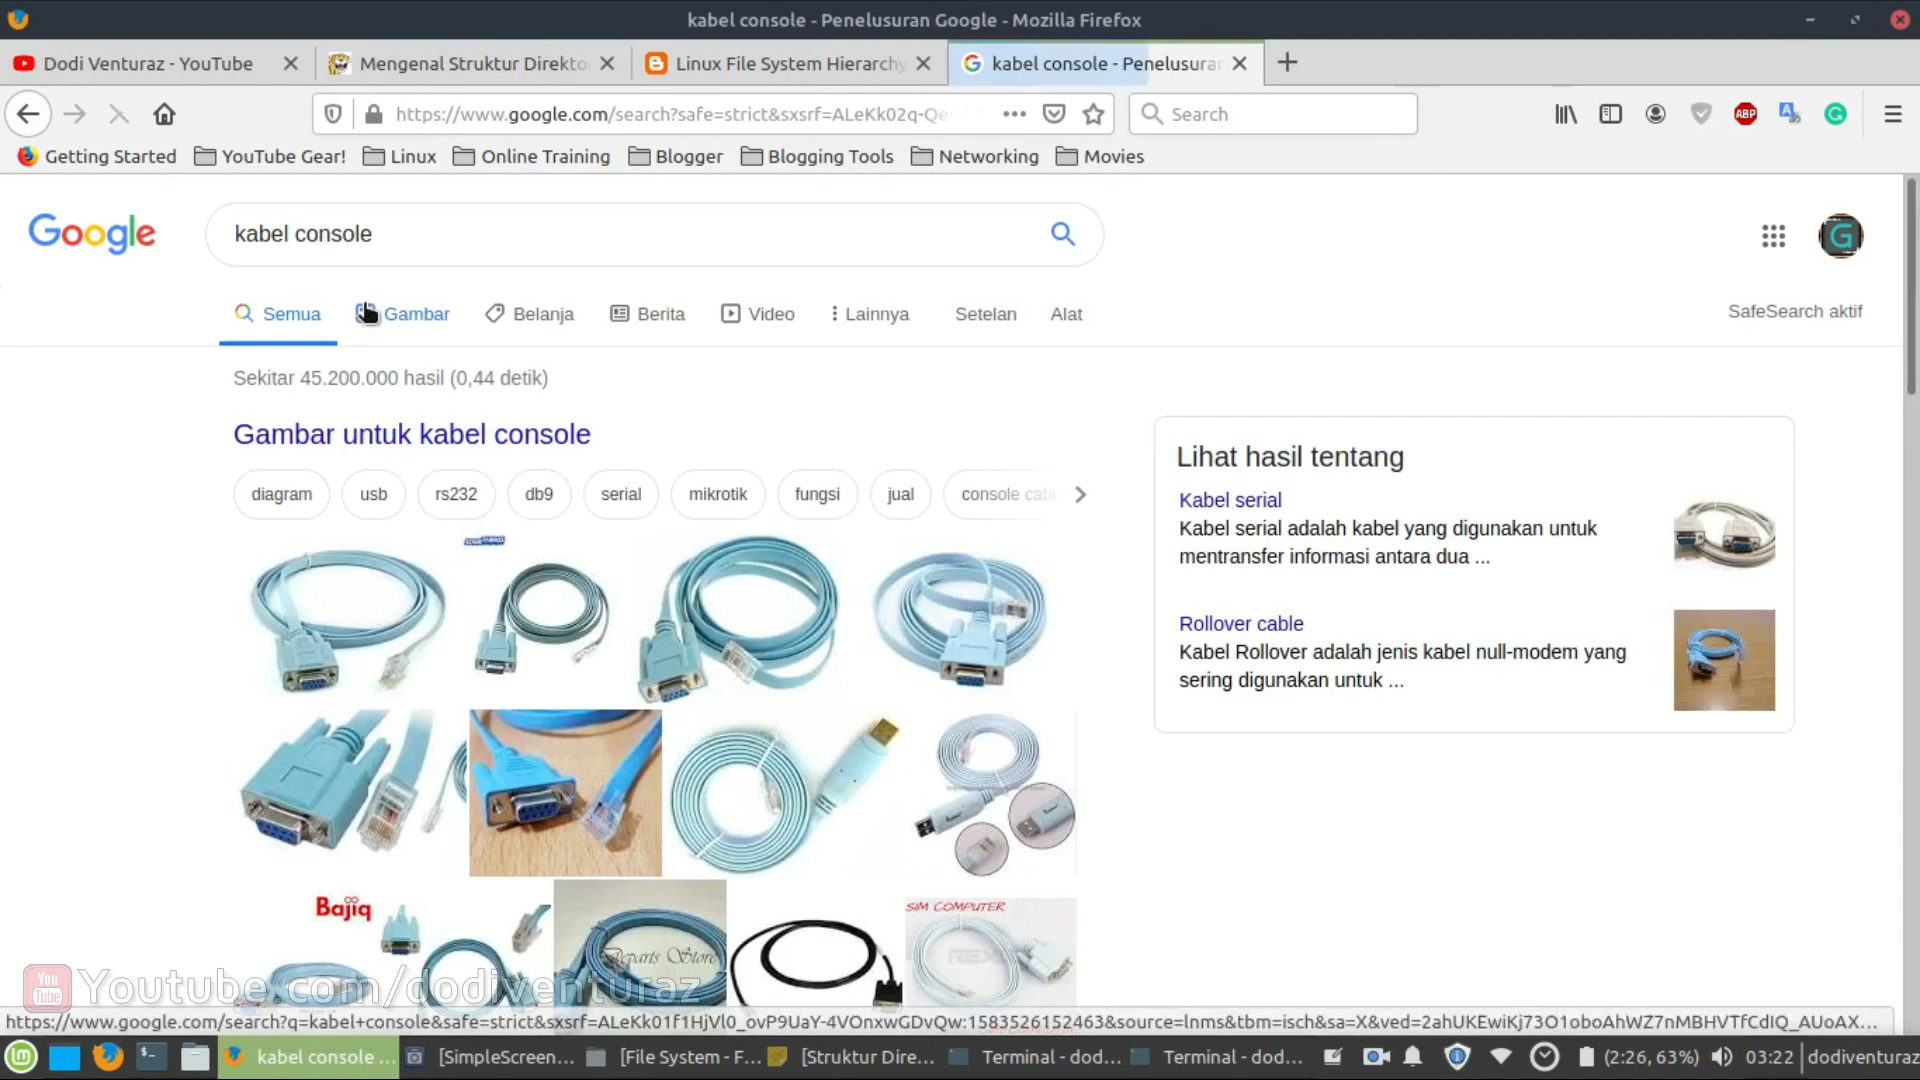 kabel console - Penelusuran Google - Mozilla Firefox
Dodi Venturaz - YouTube
Mengenal Struktur Direkto
Linux File System Hierarchy
kabel console - Penelusura
https://www.google.com/search?safe=strict&sxsrf=ALeKk02q-Qe
Search
ABP
Getting Started
YouTube Gear!
Linux
Online Training
Blogger
Blogging Tools
Networking
Movies
Google
kabel console
Semua
Gambar
Belanja
Berita
Video
Lainnya
Setelan
Alat
SafeSearch aktif
Sekitar 45.200.000 hasil (0,44 detik)
Gambar untuk kabel console
diagram
usb
rs232
db9
serial
mikrotik
fungsi
jual
console cab
Lihat hasil tentang
Kabel serial
Kabel serial adalah kabel yang digunakan untuk
mentransfer informasi antara dua ...
Rollover cable
Kabel Rollover adalah jenis kabel null-modem yang
sering digunakan untuk ...
Bajiq
SIM COMPUTER
You
Tube
Youtube.com/dodiventuraz
https://www.google.com/search?q=kabel+console&safe=strict&sxsrf=ALeKk01f1HjVl0_ovP9UaY-4VOnxwGDvQw:1583526152463&source=lnms&tbm=isch&sa=X&ved=2ahUKEwiKj73O1oboAhWZ7nMBHVTfCdIQ_AUoAX...
kabel console ...
[SimpleScreen...
[File System - F...
[Struktur Dire...
Terminal - dod...
Terminal - dod...
(2:26, 63%)
03:22
dodiventuraz